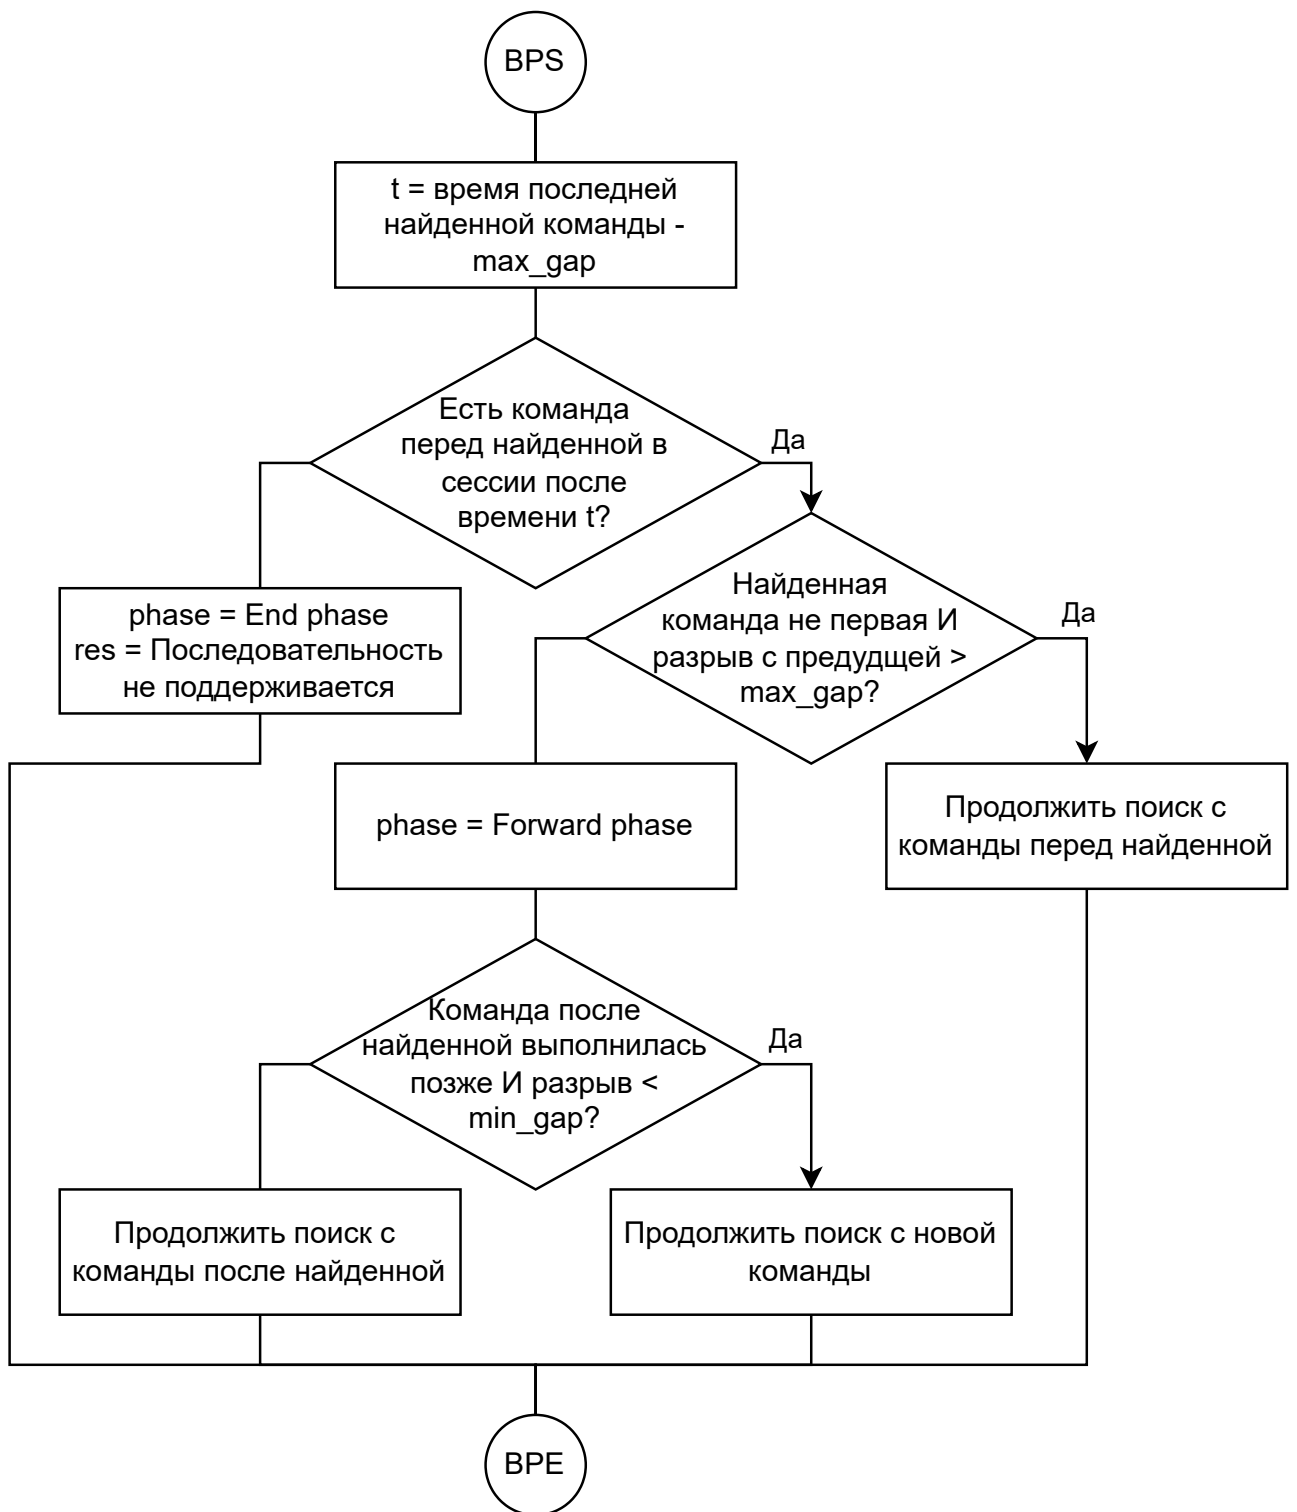 BPS
t = время последней
найденной команды -
max_gap
Есть команда
перед найденной в
сессии после
времени t?
Да
Найденная
команда не первая И
разрыв с предудщей >
max_gap?
Да
phase = End phase
res = Последовательность
не поддерживается
phase = Forward phase
Продолжить поиск с
команды перед найденной
Команда после
найденной выполнилась
позже И разрыв <
min_gap?
Да
Продолжить поиск с
команды после найденной
Продолжить поиск с новой
команды
BPE